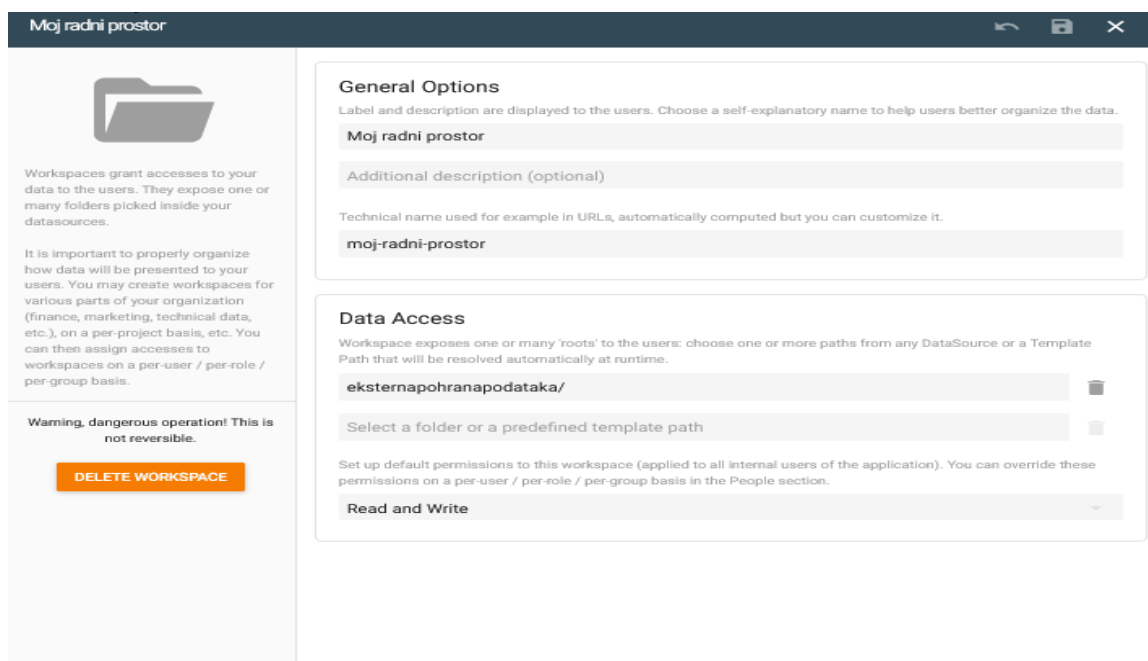 Moj radni prostor
Workspaces grant accesses to your
data to the users. They expose one or
many folders picked inside your
datasources.
It is important to properly organize
how data will be presented to your
users. You may create workspaces for
various parts of your organization
(finance, marketing, technical data,
etc.), on a per-project basis, etc. You
can then assign accesses to
workspaces on a per-user / per-role /
per-group basis.
Warning, dangerous operation! This is
not reversible.
DELETE WORKSPACE
General Options
Label and description are displayed to the users. Choose a self-explanatory name to help users better organize the data.
Moj radni prostor
Additional description (optional)
Technical name used for example in URLs, automatically computed but you can customize it.
moj-radni-prostor
Data Access
Workspace exposes one or many 'roots' to the users: choose one or more paths from any DataSource or a Template
Path that will be resolved automatically at runtime.
eksternapohranapodataka/
Select a folder or a predefined template path
Set up default permissions to this workspace (applied to all internal users of the application). You can override these
permissions on a per-user / per-role / per-group basis in the People section.
Read and Write